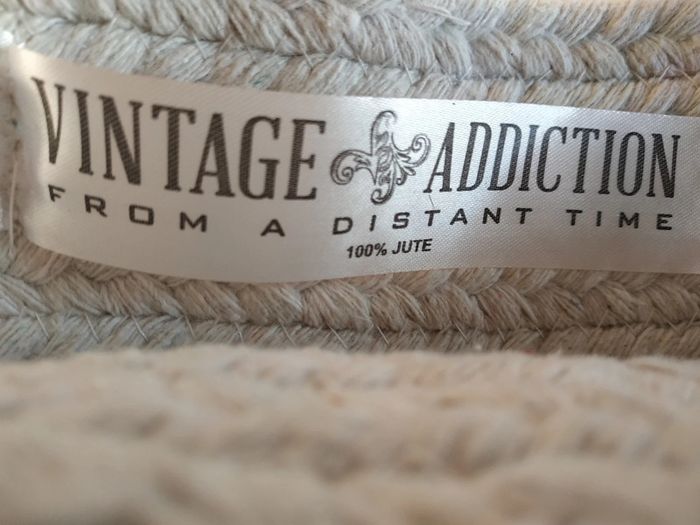 VINTAGE ADDICTION
FROM A DISTANT TIME
100% JUTE